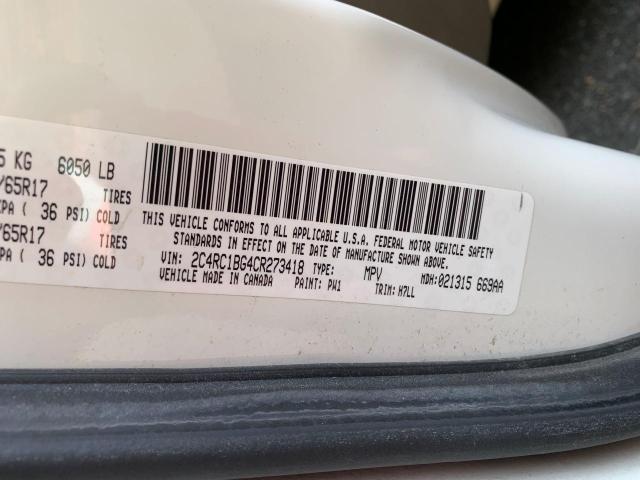 5 KG 6050 LB
/65R17 TIRES
KPA ( 36 PSI) COLD
/65R17 TIRES
KPA ( 36 PSI) COLD
THIS VEHICLE CONFORMS TO ALL APPLICABLE U.S.A. FEDERAL MOTOR VEHICLE SAFETY
STANDARDS IN EFFECT ON THE DATE OF MANUFACTURE SHOWN ABOVE.
VIN: 2C4RC1BG4CR273418 TYPE: MPV MDH:021315 669AA
VEHICLE MADE IN CANADA PAINT: PW1 TRIM: H7LL